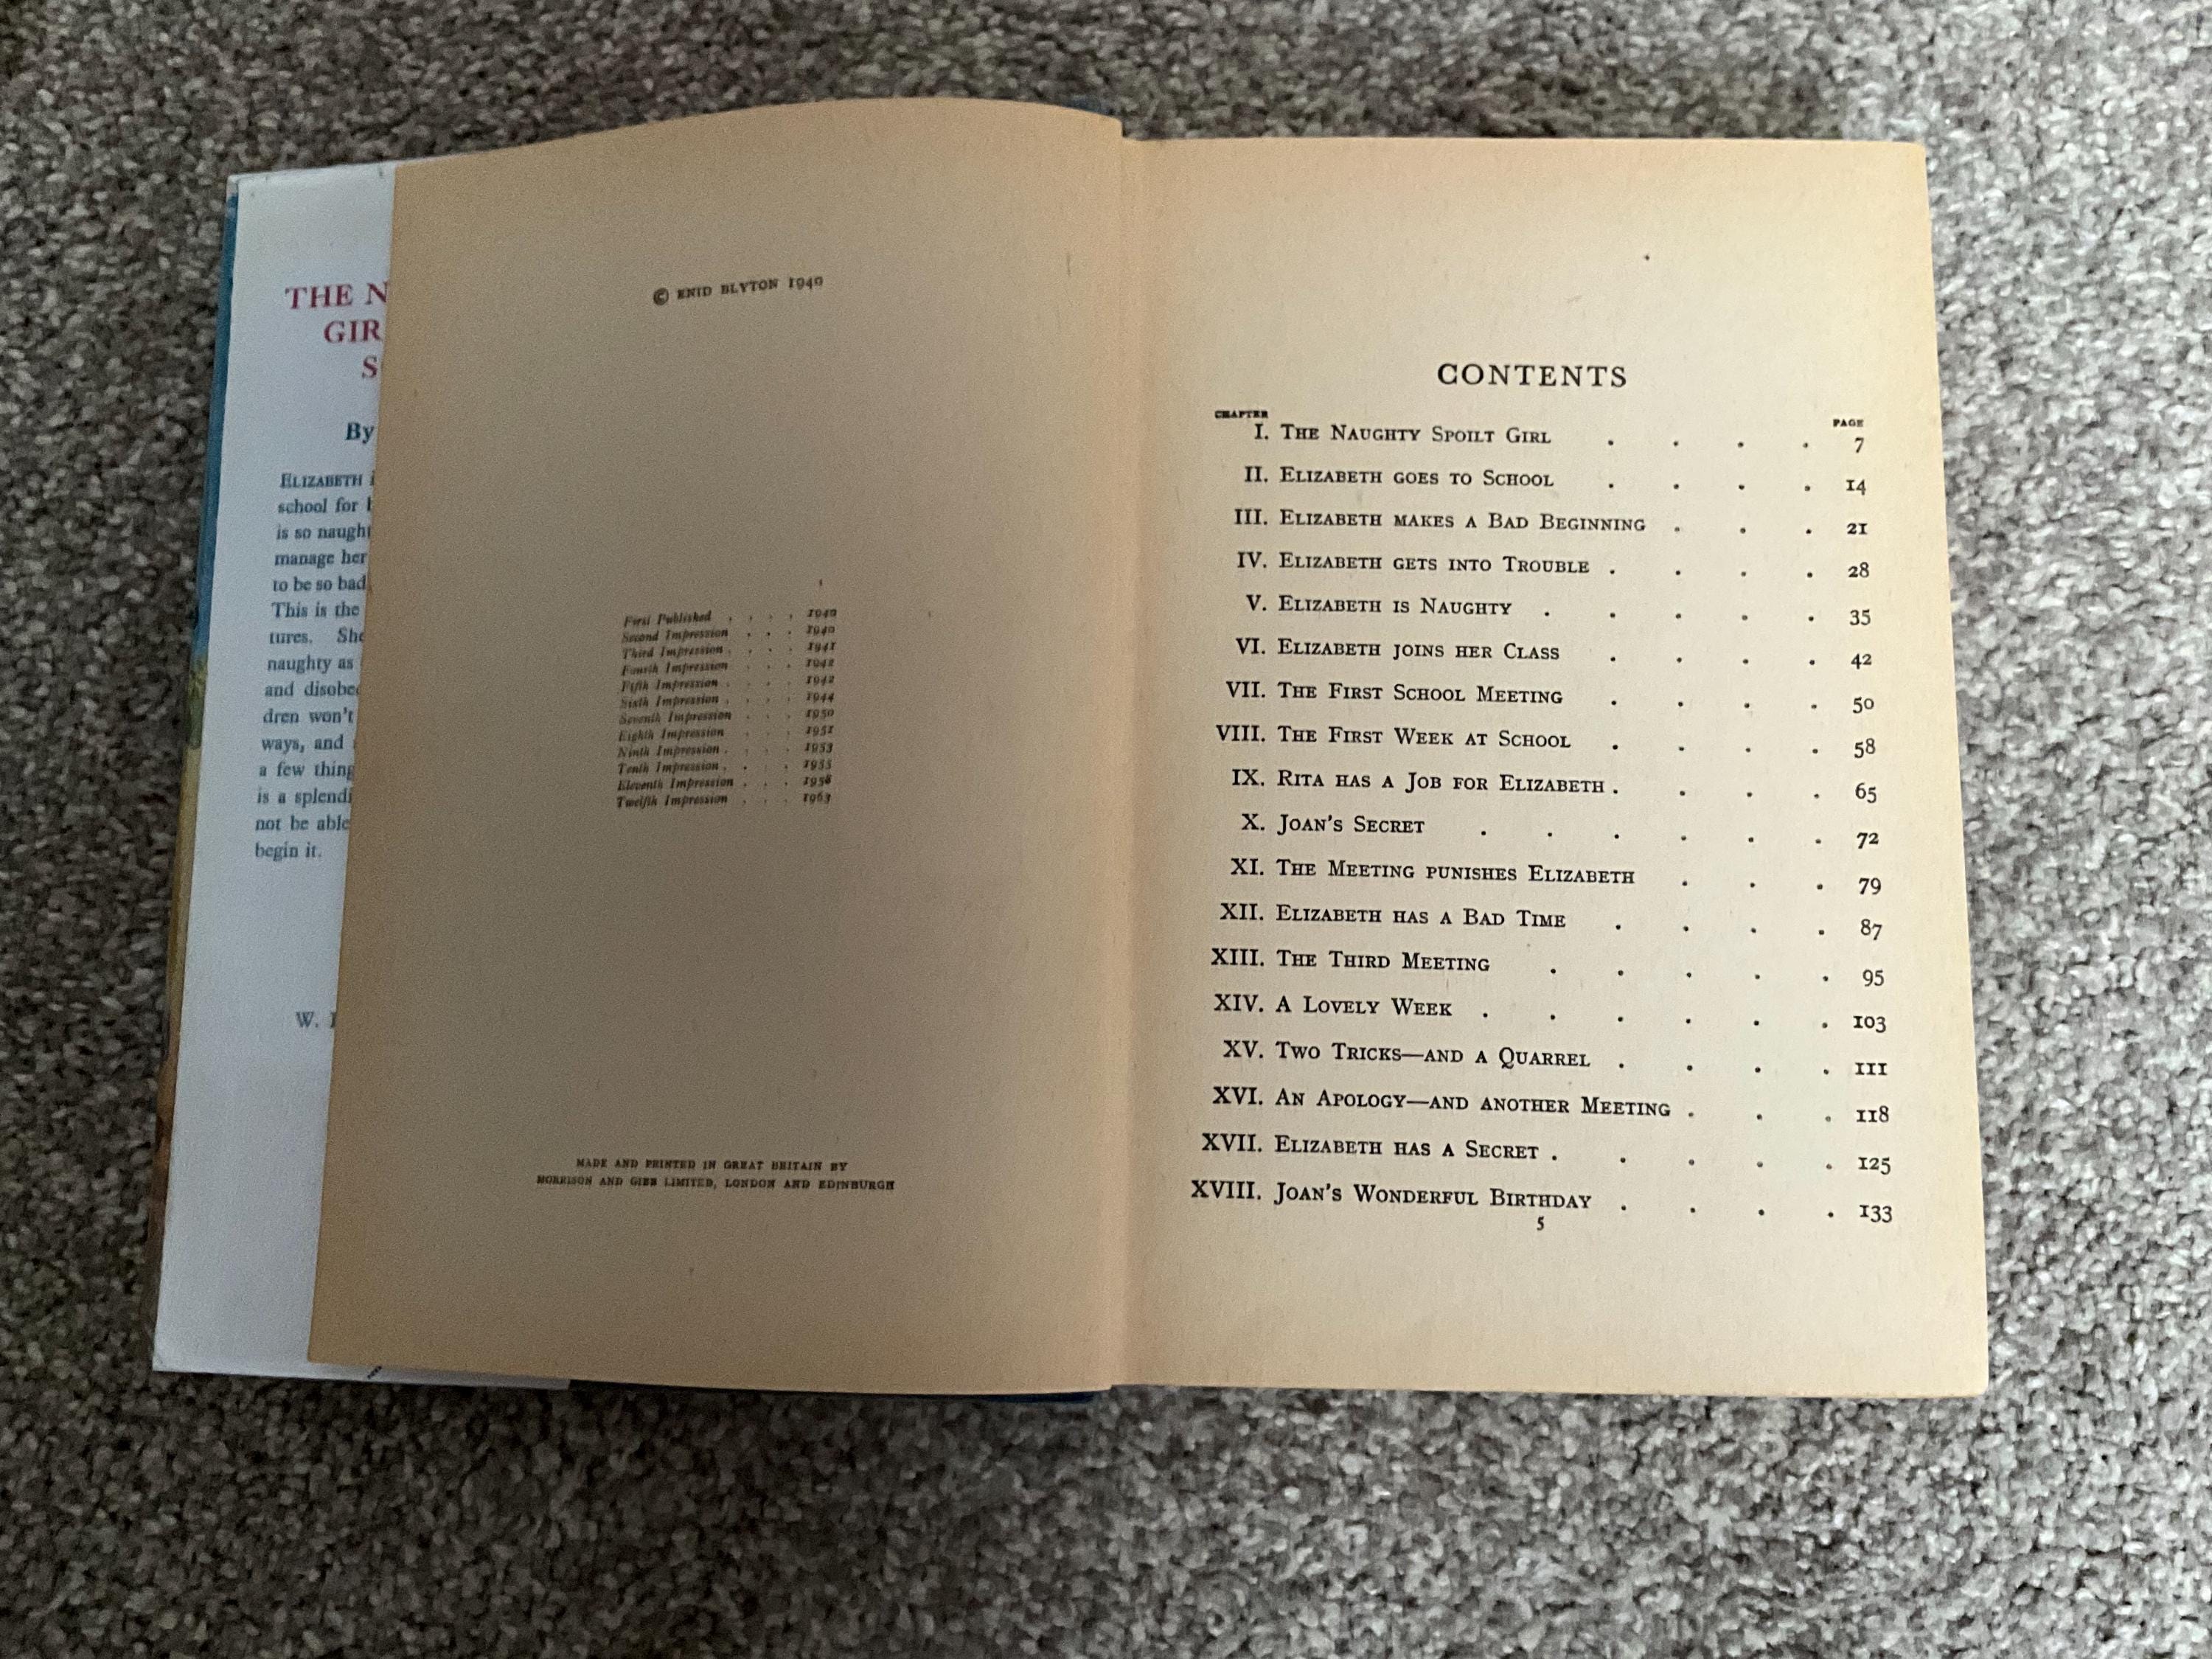 THE N
GIR
S
By
ELIZABETH i
school for
is so naught
manage her
to be so bad,
This is the
tures. She
naughty as
and disobed
dren won't
ways, and
a few thing
is a splendi
not be able
begin it.
W.
© ENID BLYTON 1940
First Published . . . . 1940
Second Impression . . . 1940
Third Impression . . . 1941
Fourth Impression . . . 1942
Fifth Impression . . . 1942
Sixth Impression . . . 1944
Seventh Impression . . . 1950
Eighth Impression . . . 1951
Ninth Impression . . . 1953
Tenth Impression . . . 1955
Eleventh Impression . . . 1956
Twelfth Impression . . . 1963
MADE AND PRINTED IN GREAT BRITAIN BY
MORRISON AND GIBB LIMITED, LONDON AND EDINBURGH
CONTENTS
CHAPTER PAGE
I. THE NAUGHTY SPOILT GIRL . . . . 7
II. ELIZABETH GOES TO SCHOOL . . . . 14
III. ELIZABETH MAKES A BAD BEGINNING . . . 21
IV. ELIZABETH GETS INTO TROUBLE . . . . 28
V. ELIZABETH IS NAUGHTY . . . . . 35
VI. ELIZABETH JOINS HER CLASS . . . . 42
VII. THE FIRST SCHOOL MEETING . . . . 50
VIII. THE FIRST WEEK AT SCHOOL . . . . 58
IX. RITA HAS A JOB FOR ELIZABETH . . . . 65
X. JOAN'S SECRET . . . . . . 72
XI. THE MEETING PUNISHES ELIZABETH . . . 79
XII. ELIZABETH HAS A BAD TIME . . . . 87
XIII. THE THIRD MEETING . . . . . 95
XIV. A LOVELY WEEK . . . . . . 103
XV. TWO TRICKS—AND A QUARREL . . . . 111
XVI. AN APOLOGY—AND ANOTHER MEETING . . . 118
XVII. ELIZABETH HAS A SECRET . . . . . 125
XVIII. JOAN'S WONDERFUL BIRTHDAY . . . . 133
5